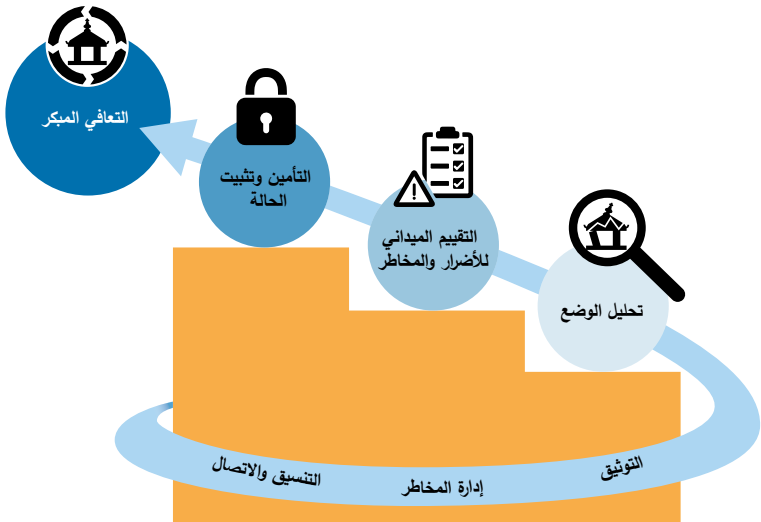 تحليل الوضع
التقييم الميداني
للأضرار والمخاطر
التأمين وتثبيت
الحالة
التعافي المبكر
التوثيق
إدارة المخاطر
التنسيق والاتصال